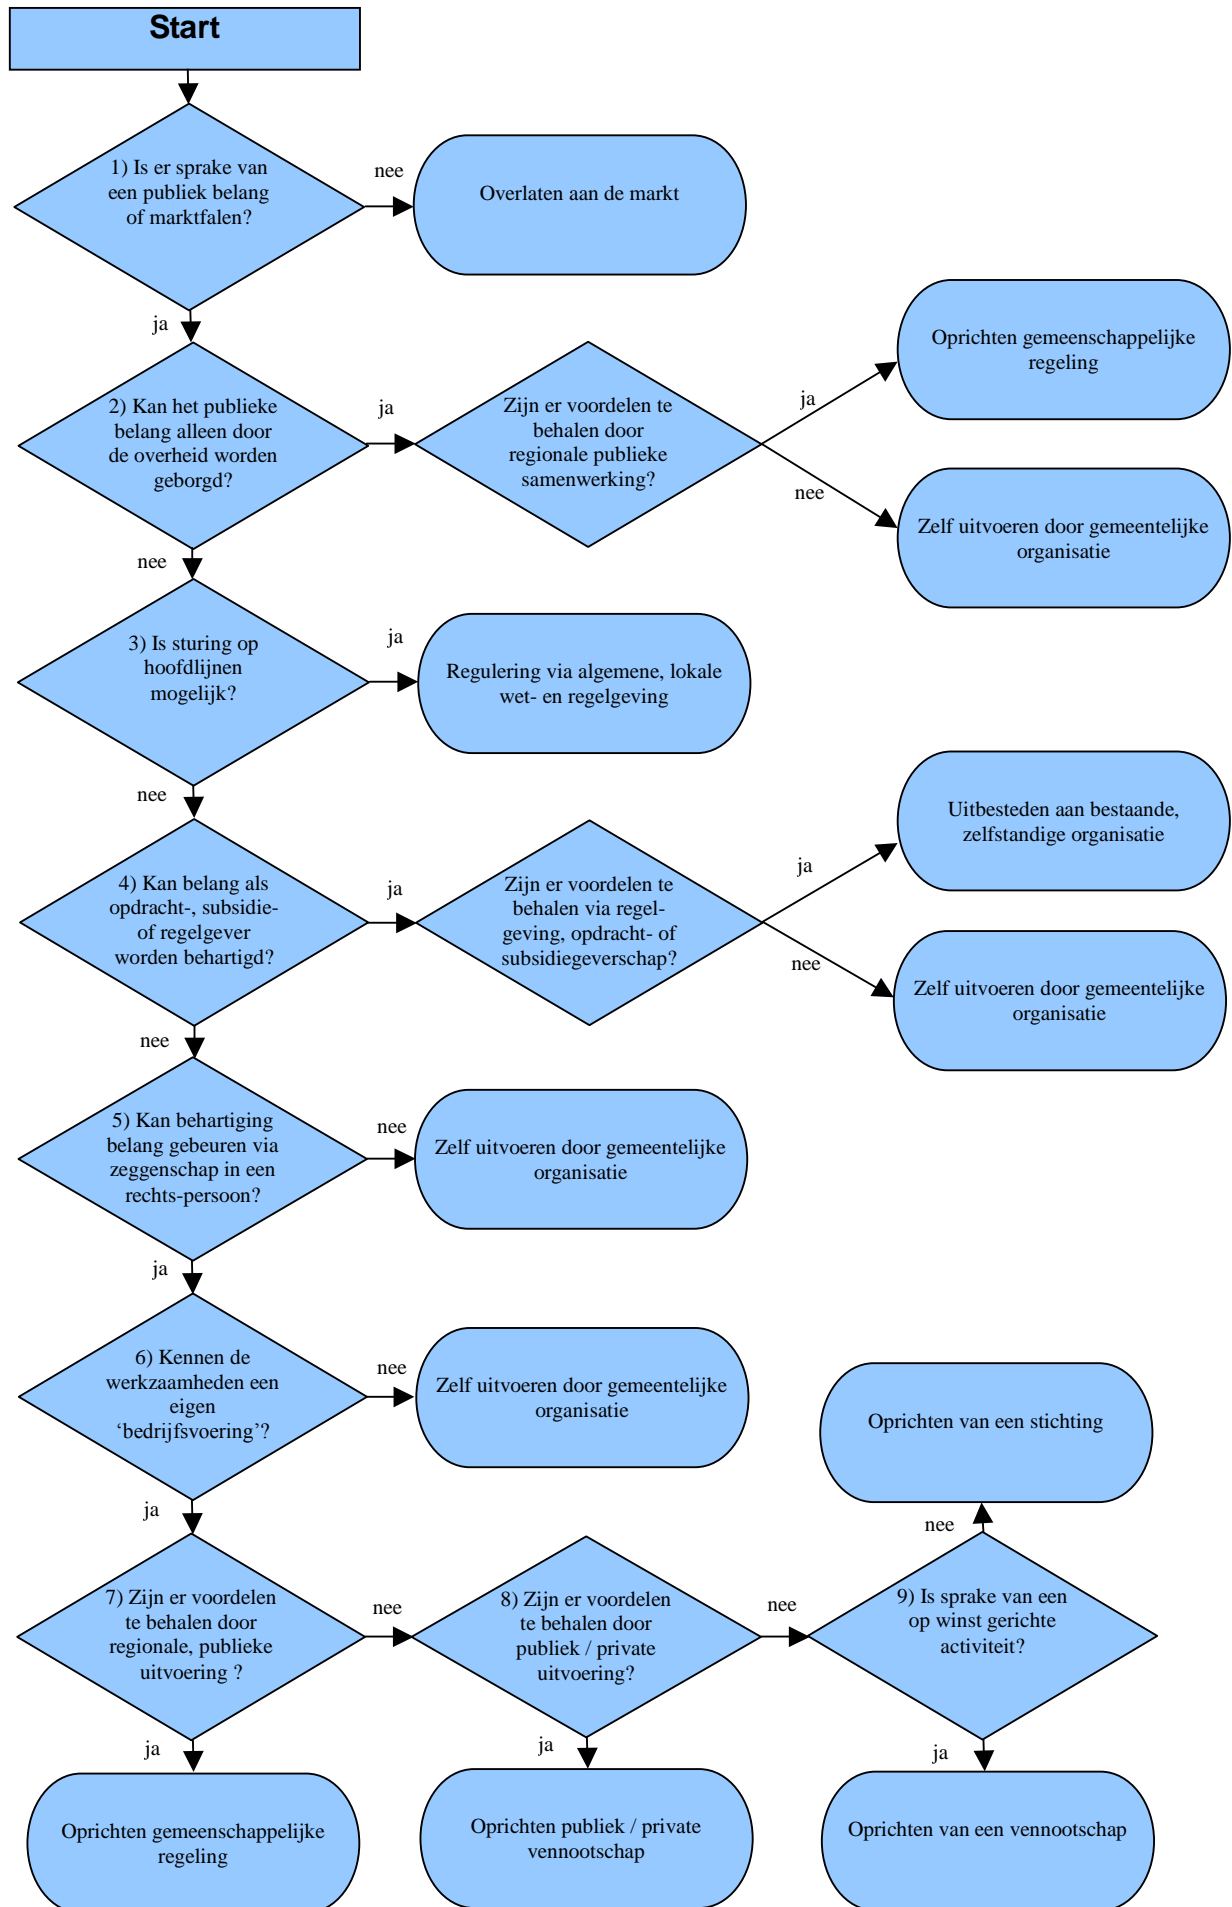 Start
1) Is er sprake van
een publiek belang
of marktfalen?
nee
Overlaten aan de markt
ja
2) Kan het publieke
belang alleen door
de overheid worden
geborgd?
ja
Zijn er voordelen te
behalen door
regionale publieke
samenwerking?
ja
Oprichten gemeenschappelijke
regeling
nee
Zelf uitvoeren door gemeentelijke
organisatie
nee
3) Is sturing op
hoofdlijnen
mogelijk?
ja
Regulering via algemene, lokale
wet- en regelgeving
nee
4) Kan belang als
opdracht-, subsidie-
of regelgever
worden behartigd?
ja
Zijn er voordelen te
behalen via regel-
geving, opdracht- of
subsidiegeverschap?
ja
Uitbesteden aan bestaande,
zelfstandige organisatie
nee
Zelf uitvoeren door gemeentelijke
organisatie
nee
5) Kan behartiging
belang gebeuren via
zeggenschap in een
rechts-persoon?
nee
Zelf uitvoeren door gemeentelijke
organisatie
ja
6) Kennen de
werkzaamheden een
eigen
‘bedrijfsvoering’?
nee
Zelf uitvoeren door gemeentelijke
organisatie
ja
7) Zijn er voordelen
te behalen door
regionale, publieke
uitvoering ?
nee
8) Zijn er voordelen
te behalen door
publiek / private
uitvoering?
nee
9) Is sprake van een
op winst gerichte
activiteit?
nee
Oprichten van een stichting
ja
Oprichten gemeenschappelijke
regeling
ja
Oprichten publiek / private
vennootschap
ja
Oprichten van een vennootschap